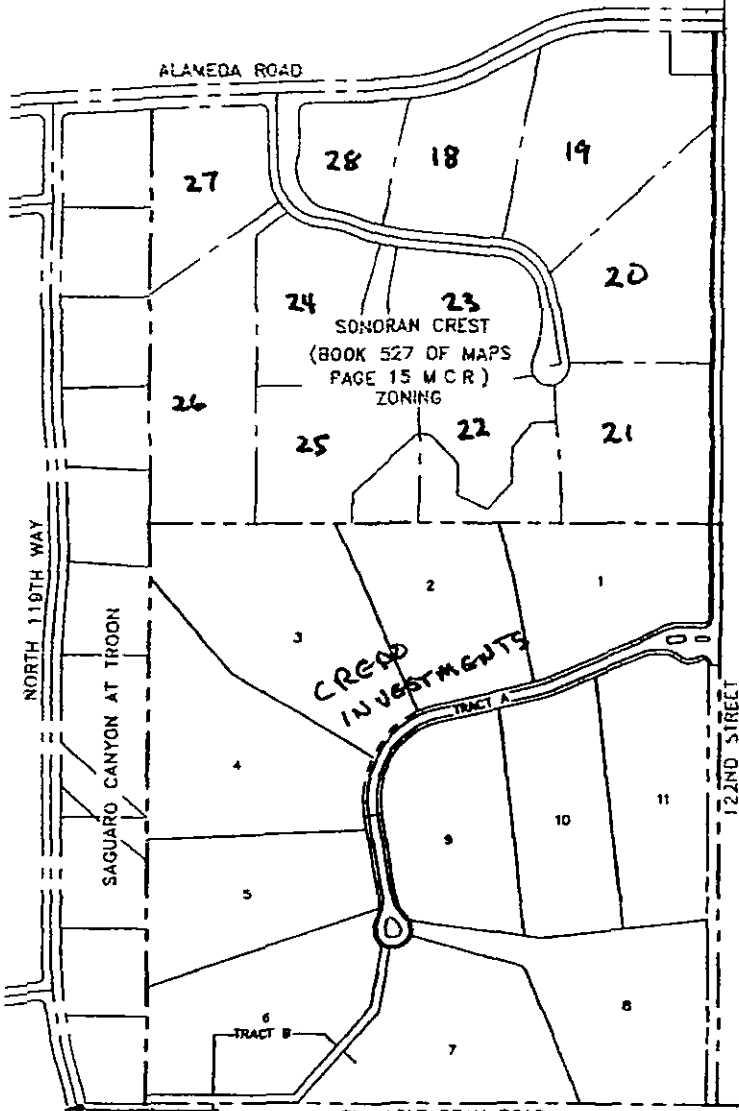 ALAMEDA ROAD
27
28
18
19
20
24
23
SONORAN CREST
(BOOK 527 OF MAPS
PAGE 15 M C R)
ZONING
26
25
22
21
NORTH 119TH WAY
SAGUARO CANYON AT TROON
1
2
3
CREDO
INVESTMENTS
TRACT A
122ND STREET
4
11
10
9
5
6
TRACT B
8
7